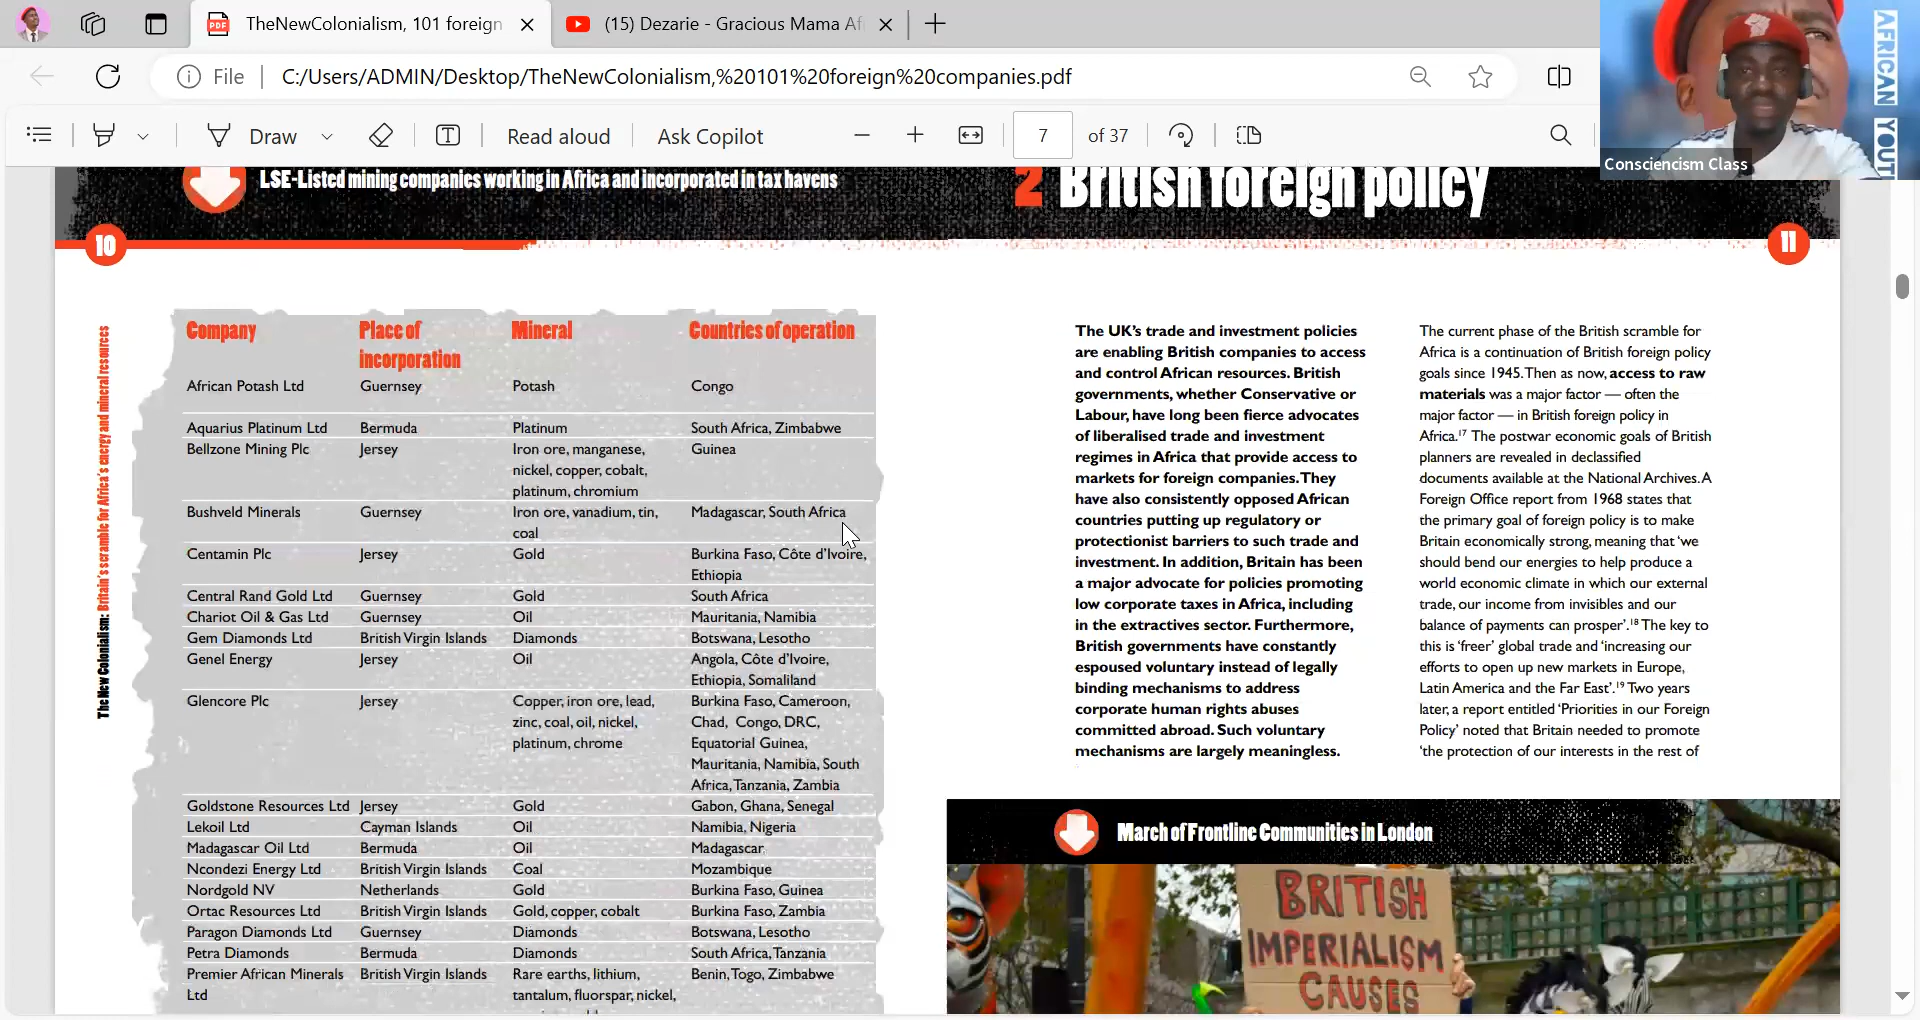 TheNewColonialism, 101 foreign
(15) Dezarie - Gracious Mama Af
File
C:/Users/ADMIN/Desktop/TheNewColonialism,%20101%20foreign%20companies.pdf
Draw
Read aloud
Ask Copilot
7 of 37
Consciencism Class
AFRICAN YOUT
LSE-Listed mining companies working in Africa and incorporated in tax havens
10
The New Colonialism: Britain's scramble for Africa's energy and mineral resources
Company Place of incorporation Mineral Countries of operation
African Potash Ltd Guernsey Potash Congo
Aquarius Platinum Ltd Bermuda Platinum South Africa, Zimbabwe
Bellzone Mining Plc Jersey Iron ore, manganese, Guinea
nickel, copper, cobalt,
platinum, chromium
Bushveld Minerals Guernsey Iron ore, vanadium, tin, Madagascar, South Africa
coal
Centamin Plc Jersey Gold Burkina Faso, Côte d'Ivoire,
Ethiopia
Central Rand Gold Ltd Guernsey Gold South Africa
Chariot Oil & Gas Ltd Guernsey Oil Mauritania, Namibia
Gem Diamonds Ltd British Virgin Islands Diamonds Botswana, Lesotho
Genel Energy Jersey Oil Angola, Côte d'Ivoire,
Ethiopia, Somaliland
Glencore Plc Jersey Copper, iron ore, lead, Burkina Faso, Cameroon,
zinc, coal, oil, nickel, Chad, Congo, DRC,
platinum, chrome Equatorial Guinea,
Mauritania, Namibia, South
Africa, Tanzania, Zambia
Goldstone Resources Ltd Jersey Gold Gabon, Ghana, Senegal
Lekoil Ltd Cayman Islands Oil Namibia, Nigeria
Madagascar Oil Ltd Bermuda Oil Madagascar
Ncondezi Energy Ltd British Virgin Islands Coal Mozambique
Nordgold NV Netherlands Gold Burkina Faso, Guinea
Ortac Resources Ltd British Virgin Islands Gold, copper, cobalt Burkina Faso, Zambia
Paragon Diamonds Ltd Guernsey Diamonds Botswana, Lesotho
Petra Diamonds Bermuda Diamonds South Africa, Tanzania
Premier African Minerals British Virgin Islands Rare earths, lithium, Benin, Togo, Zimbabwe
Ltd tantalum, fluorspar, nickel,
2 British foreign policy
11
The UK's trade and investment policies
are enabling British companies to access
and control African resources. British
governments, whether Conservative or
Labour, have long been fierce advocates
of liberalised trade and investment
regimes in Africa that provide access to
markets for foreign companies. They
have also consistently opposed African
countries putting up regulatory or
protectionist barriers to such trade and
investment. In addition, Britain has been
a major advocate for policies promoting
low corporate taxes in Africa, including
in the extractives sector. Furthermore,
British governments have constantly
espoused voluntary instead of legally
binding mechanisms to address
corporate human rights abuses
committed abroad. Such voluntary
mechanisms are largely meaningless.
The current phase of the British scramble for
Africa is a continuation of British foreign policy
goals since 1945. Then as now, access to raw
materials was a major factor — often the
major factor — in British foreign policy in
Africa.17 The postwar economic goals of British
planners are revealed in declassified
documents available at the National Archives. A
Foreign Office report from 1968 states that
the primary goal of foreign policy is to make
Britain economically strong, meaning that 'we
should bend our energies to help produce a
world economic climate in which our external
trade, our income from invisibles and our
balance of payments can prosper'.18 The key to
this is 'freer' global trade and 'increasing our
efforts to open up new markets in Europe,
Latin America and the Far East'.19 Two years
later, a report entitled 'Priorities in our Foreign
Policy' noted that Britain needed to promote
'the protection of our interests in the rest of
March of Frontline Communities in London
BRITISH
IMPERIALISM
CAUSES